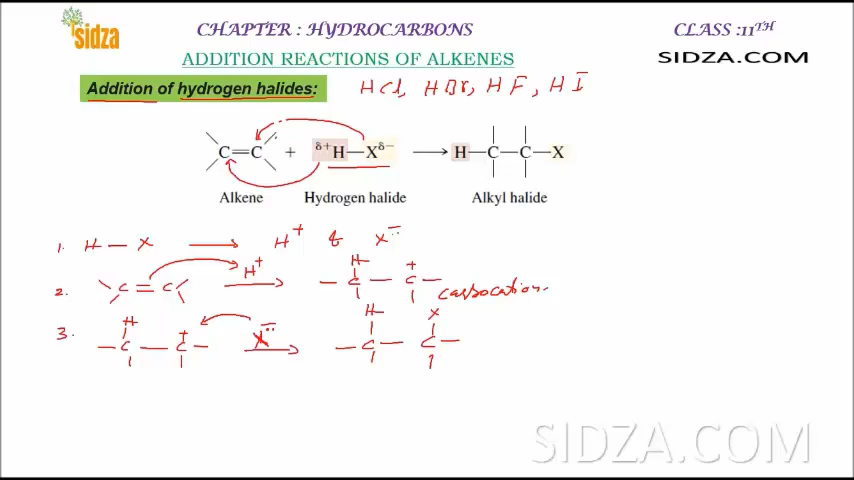 sidza
CHAPTER : HYDROCARBONS
CLASS :11TH
ADDITION REACTIONS OF ALKENES
SIDZA.COM
Addition of hydrogen halides: HCl, HBr, HF, HI
C=C + δ+H—Xδ− ⟶ H—C—C—X
Alkene Hydrogen halide Alkyl halide
1. H — X ⟶ H+ & X−
2. C = C H+ ⟶ H — C — C+ — carbocation.
3. H — C — C+ — X− ⟶ H X — C — C —
SIDZA.COM